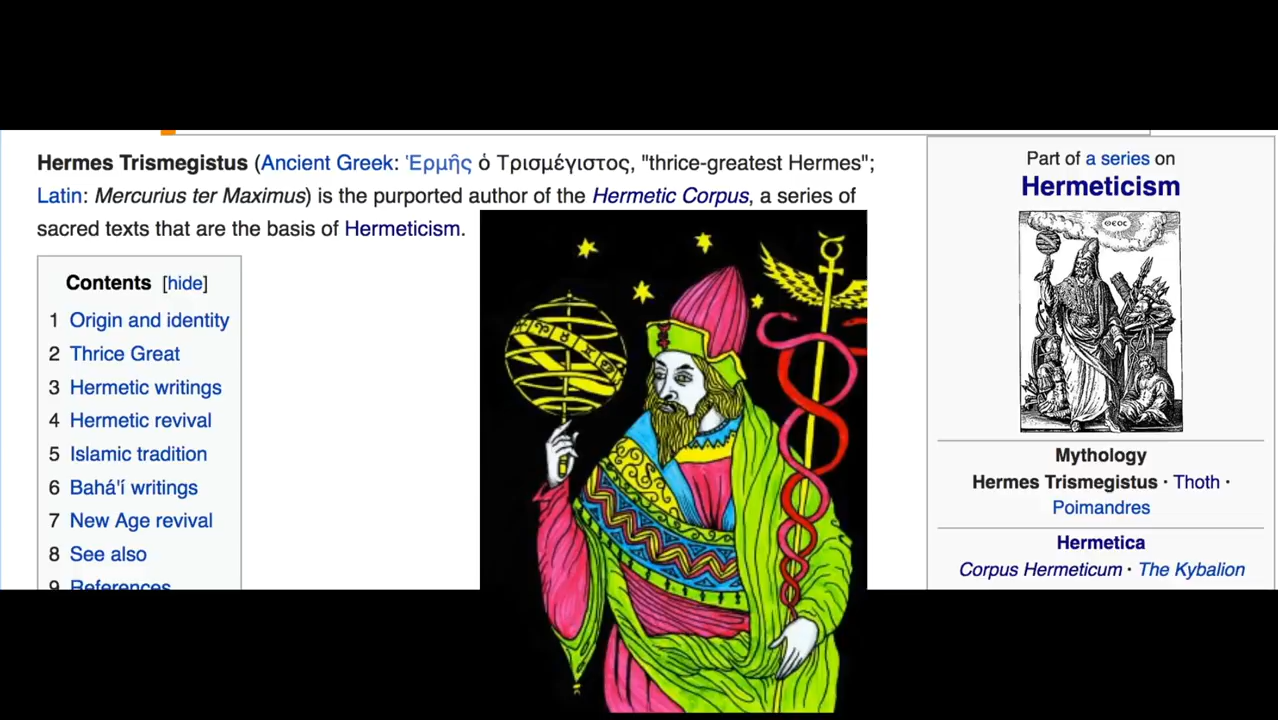 Hermes Trismegistus (Ancient Greek: Ἑρμῆς ὁ Τρισμέγιστος, "thrice-greatest Hermes";
Latin: Mercurius ter Maximus) is the purported author of the Hermetic Corpus, a series of
sacred texts that are the basis of Hermeticism.
Contents [hide]
1 Origin and identity
2 Thrice Great
3 Hermetic writings
4 Hermetic revival
5 Islamic tradition
6 Bahá'í writings
7 New Age revival
8 See also
9 References
Part of a series on
Hermeticism
ΘΕΟΣ
Mythology
Hermes Trismegistus · Thoth ·
Poimandres
Hermetica
Corpus Hermeticum · The Kybalion